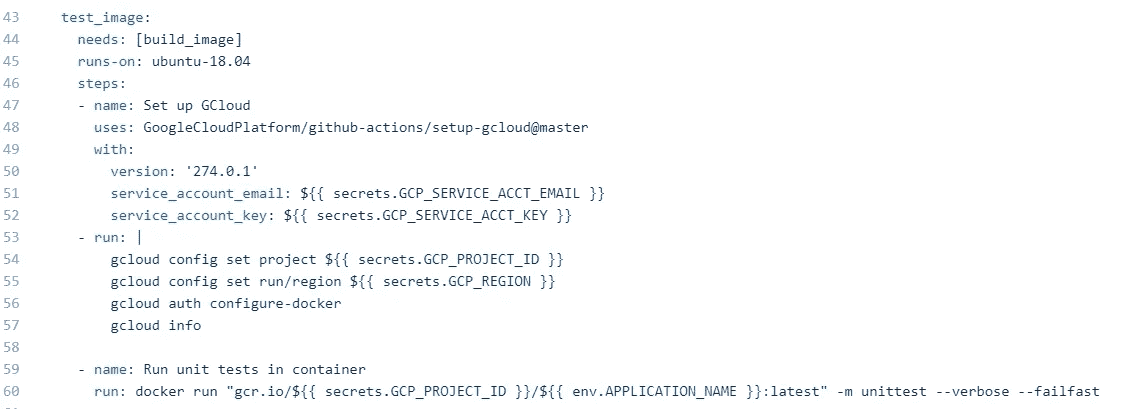 43 test_image:
44 needs: [build_image]
45 runs-on: ubuntu-18.04
46 steps:
47 - name: Set up GCloud
48 uses: GoogleCloudPlatform/github-actions/setup-gcloud@master
49 with:
50 version: '274.0.1'
51 service_account_email: ${{ secrets.GCP_SERVICE_ACCT_EMAIL }}
52 service_account_key: ${{ secrets.GCP_SERVICE_ACCT_KEY }}
53 - run: |
54 gcloud config set project ${{ secrets.GCP_PROJECT_ID }}
55 gcloud config set run/region ${{ secrets.GCP_REGION }}
56 gcloud auth configure-docker
57 gcloud info
58
59 - name: Run unit tests in container
60 run: docker run "gcr.io/${{ secrets.GCP_PROJECT_ID }}/${{ env.APPLICATION_NAME }}:latest" -m unittest --verbose --failfast